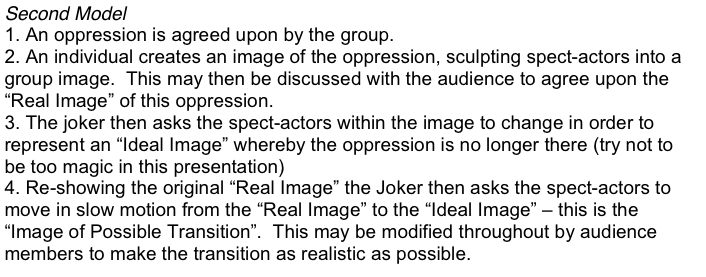 Second Model
1. An oppression is agreed upon by the group.
2. An individual creates an image of the oppression, sculpting spect-actors into a
group image.  This may then be discussed with the audience to agree upon the
“Real Image” of this oppression.
3. The joker then asks the spect-actors within the image to change in order to
represent an “Ideal Image” whereby the oppression is no longer there (try not to
be too magic in this presentation)
4. Re-showing the original “Real Image” the Joker then asks the spect-actors to
move in slow motion from the “Real Image” to the “Ideal Image” – this is the
“Image of Possible Transition”.  This may be modified throughout by audience
members to make the transition as realistic as possible.